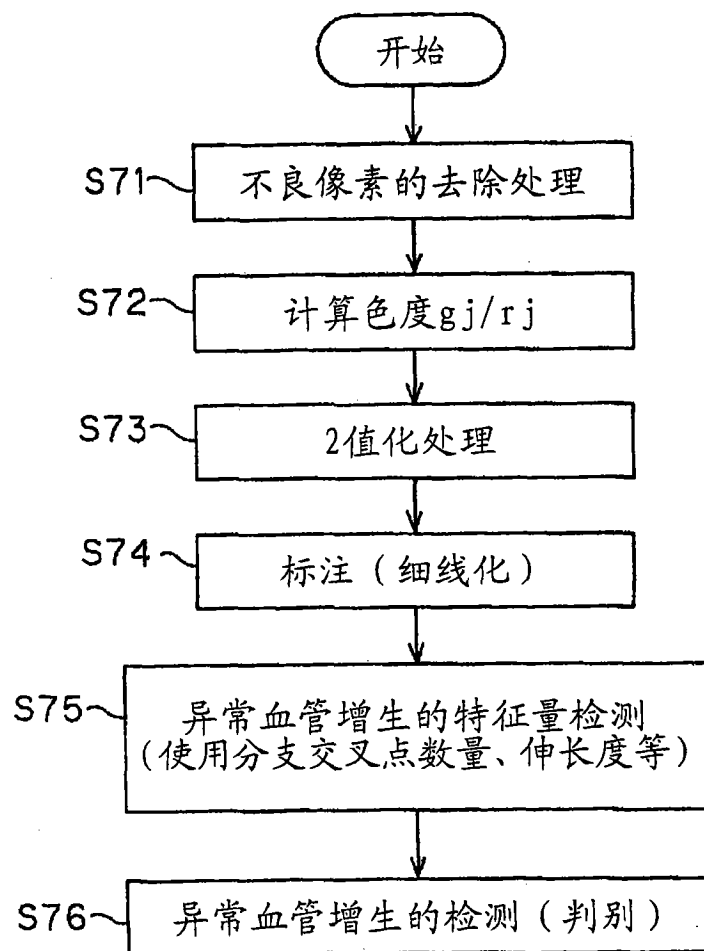 开始
S71 不良像素的去除处理
S72 计算色度gj/rj
S73 2值化处理
S74 标注（细线化）
S75 异常血管增生的特征量检测
（使用分支交叉点数量、伸长度等）
S76 异常血管增生的检测（判别）